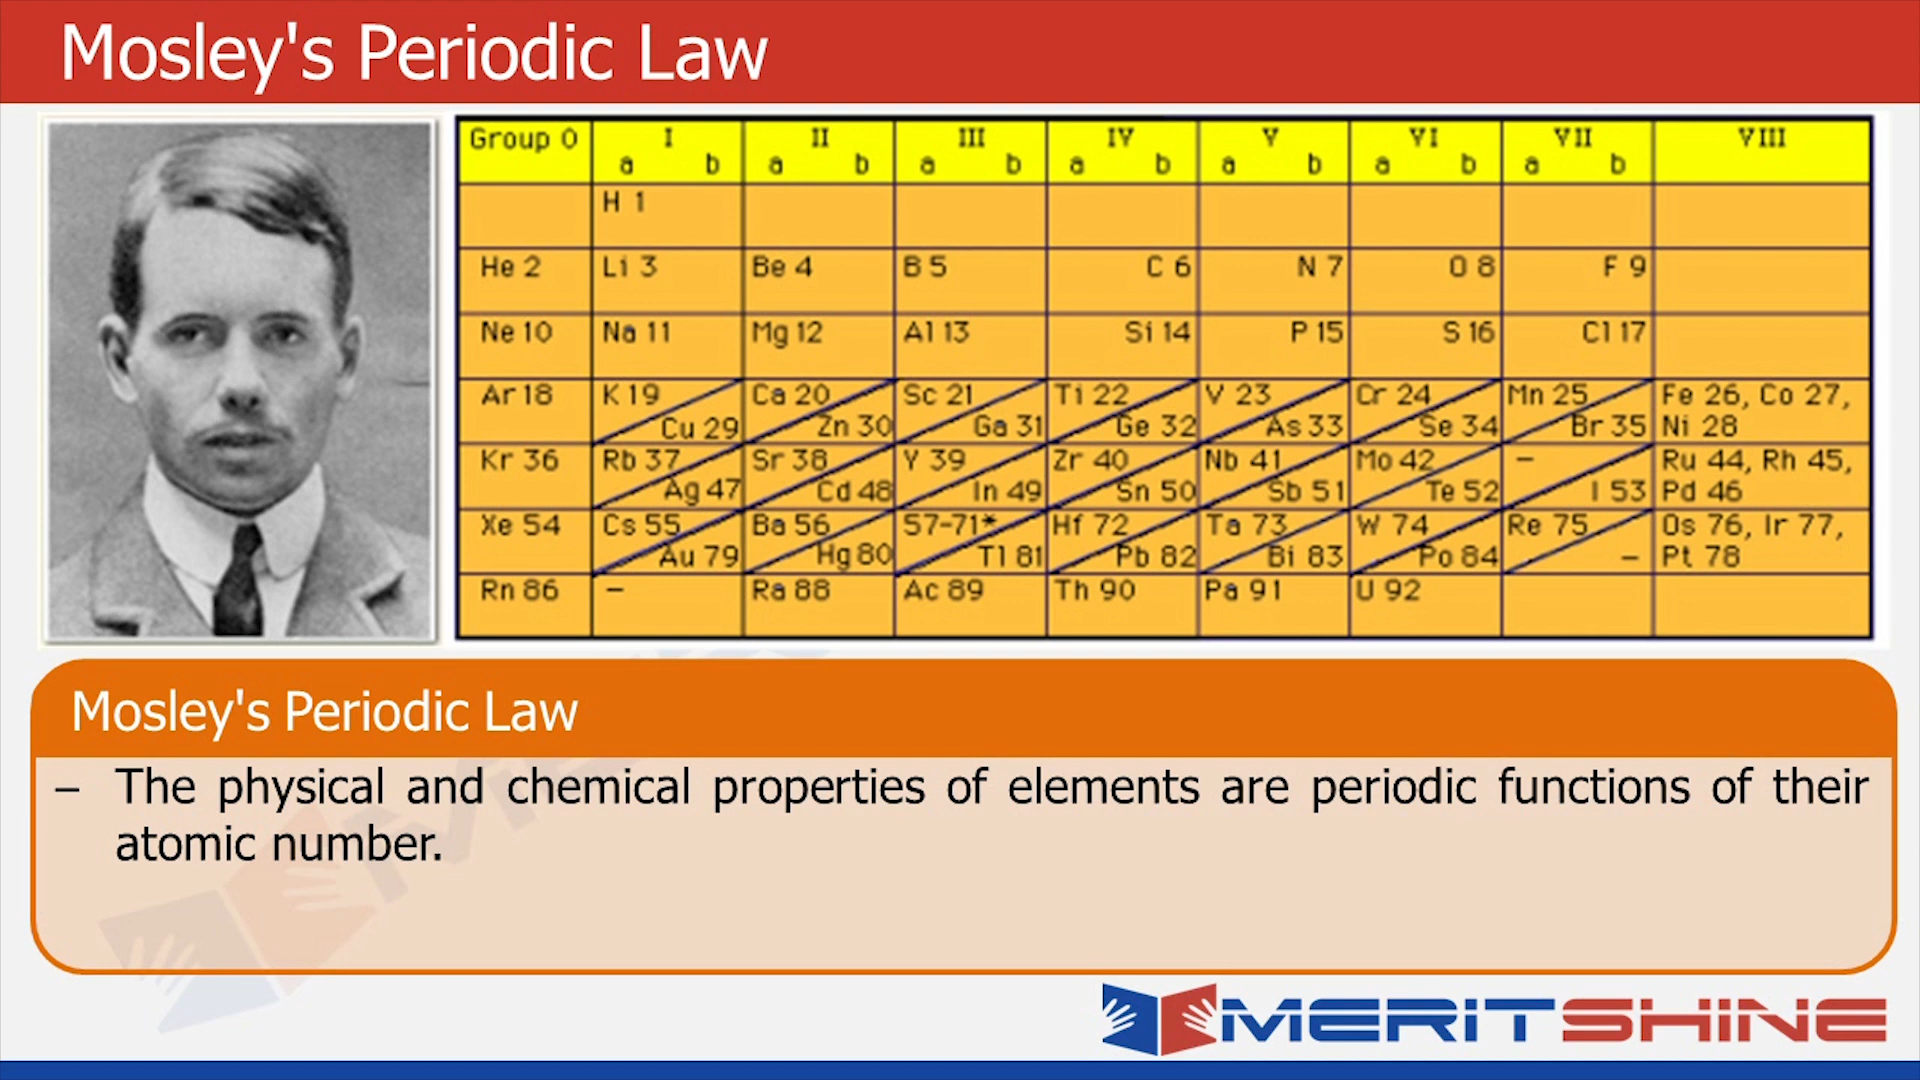 Mosley's Periodic Law
Group 0 I II III IV V VI VII VIII
a b a b a b a b a b a b a b
H 1
He 2 Li 3 Be 4 B 5 C 6 N 7 O 8 F 9
Ne 10 Na 11 Mg 12 Al 13 Si 14 P 15 S 16 Cl 17
Ar 18 K 19 Ca 20 Sc 21 Ti 22 V 23 Cr 24 Mn 25 Fe 26, Co 27,
Cu 29 Zn 30 Ga 31 Ge 32 As 33 Se 34 Br 35 Ni 28
Kr 36 Rb 37 Sr 38 Y 39 Zr 40 Nb 41 Mo 42 – Ru 44, Rh 45,
Ag 47 Cd 48 In 49 Sn 50 Sb 51 Te 52 I 53 Pd 46
Xe 54 Cs 55 Ba 56 57-71* Hf 72 Ta 73 W 74 Re 75 Os 76, Ir 77,
Au 79 Hg 80 Tl 81 Pb 82 Bi 83 Po 84 – Pt 78
Rn 86 – Ra 88 Ac 89 Th 90 Pa 91 U 92
Mosley's Periodic Law
– The physical and chemical properties of elements are periodic functions of their
atomic number.
MERITSHINE